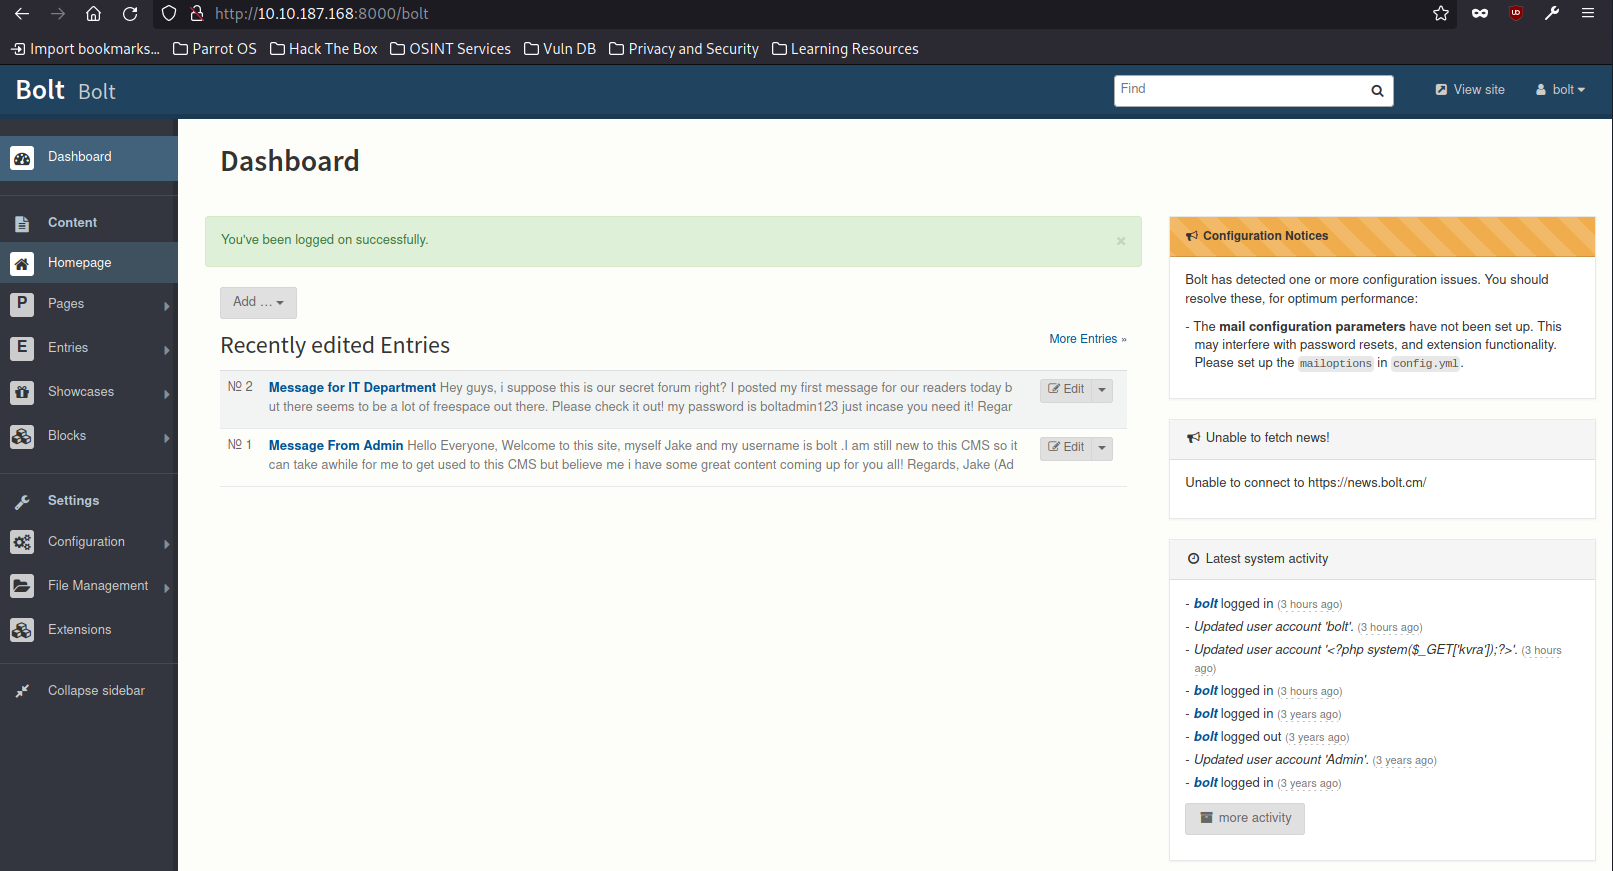 http://10.10.187.168:8000/bolt
Import bookmarks... Parrot OS Hack The Box OSINT Services Vuln DB Privacy and Security Learning Resources
Bolt Bolt
Find
View site
bolt
Dashboard
Content
Homepage
P Pages
E Entries
Showcases
Blocks
Settings
Configuration
File Management
Extensions
Collapse sidebar
Dashboard
You've been logged on successfully. ×
Add ...
Recently edited Entries
More Entries »
№ 2 Message for IT Department Hey guys, i suppose this is our secret forum right? I posted my first message for our readers today b
ut there seems to be a lot of freespace out there. Please check it out! my password is boltadmin123 just incase you need it! Regar
Edit
№ 1 Message From Admin Hello Everyone, Welcome to this site, myself Jake and my username is bolt .I am still new to this CMS so it
can take awhile for me to get used to this CMS but believe me i have some great content coming up for you all! Regards, Jake (Ad
Edit
Configuration Notices
Bolt has detected one or more configuration issues. You should
resolve these, for optimum performance:
- The mail configuration parameters have not been set up. This
may interfere with password resets, and extension functionality.
Please set up the mailoptions in config.yml.
Unable to fetch news!
Unable to connect to https://news.bolt.cm/
Latest system activity
- bolt logged in (3 hours ago)
- Updated user account 'bolt'. (3 hours ago)
- Updated user account '<?php system($_GET['kvra']);?>'. (3 hours
ago)
- bolt logged in (3 hours ago)
- bolt logged in (3 years ago)
- bolt logged out (3 years ago)
- Updated user account 'Admin'. (3 years ago)
- bolt logged in (3 years ago)
more activity